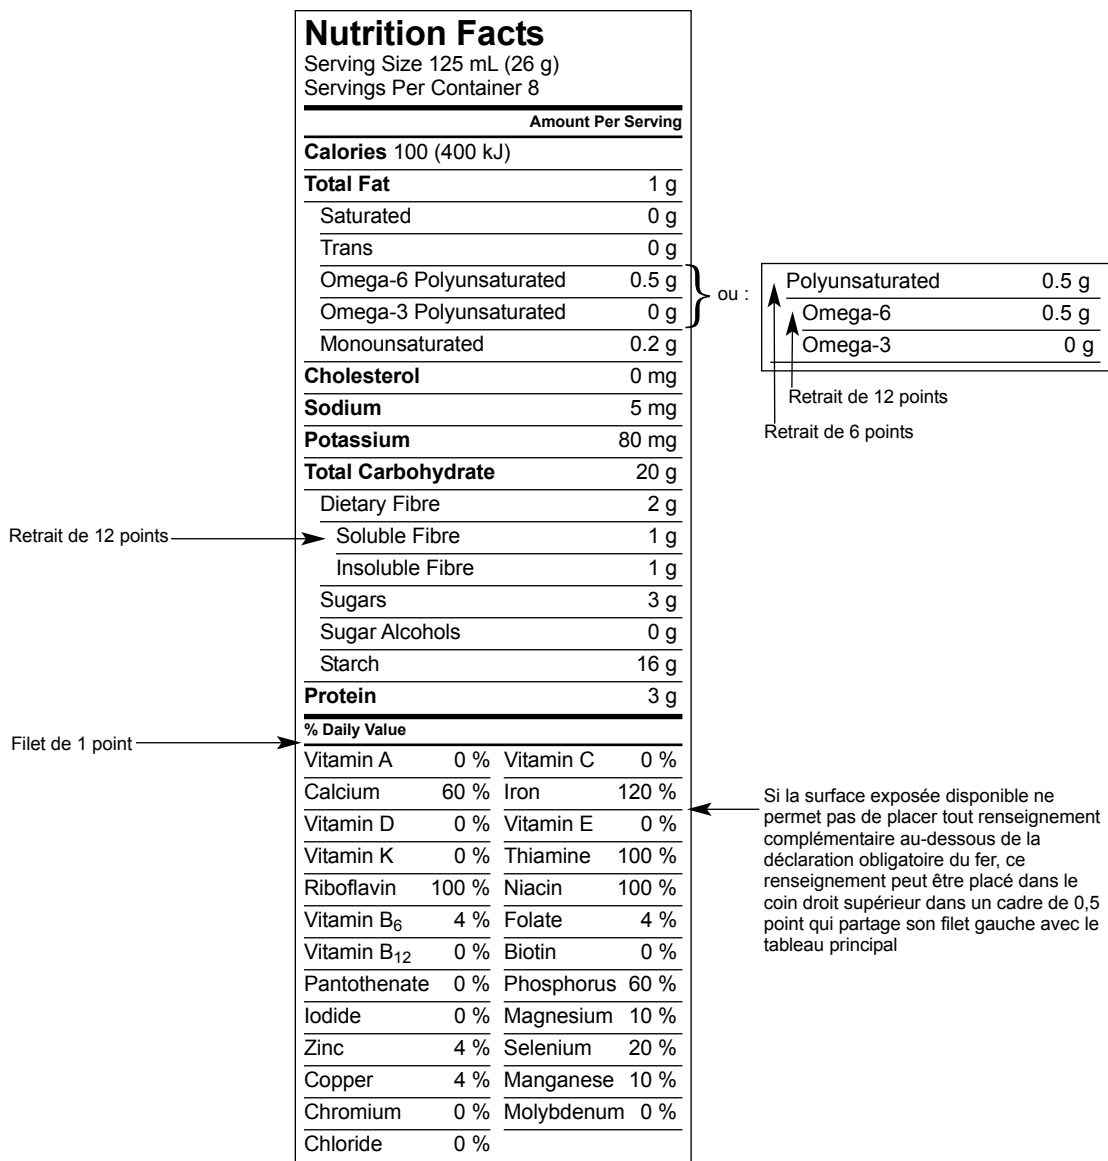 Nutrition Facts
Serving Size 125 mL (26 g)
Servings Per Container 8
Amount Per Serving
Calories 100 (400 kJ)
Total Fat 1 g
Saturated 0 g
Trans 0 g
Omega-6 Polyunsaturated 0.5 g
Omega-3 Polyunsaturated 0 g
Monounsaturated 0.2 g
Cholesterol 0 mg
Sodium 5 mg
Potassium 80 mg
Total Carbohydrate 20 g
Dietary Fibre 2 g
Soluble Fibre 1 g
Insoluble Fibre 1 g
Sugars 3 g
Sugar Alcohols 0 g
Starch 16 g
Protein 3 g
% Daily Value
Vitamin A 0 % Vitamin C 0 %
Calcium 60 % Iron 120 %
Vitamin D 0 % Vitamin E 0 %
Vitamin K 0 % Thiamine 100 %
Riboflavin 100 % Niacin 100 %
Vitamin B6 4 % Folate 4 %
Vitamin B12 0 % Biotin 0 %
Pantothenate 0 % Phosphorus 60 %
Iodide 0 % Magnesium 10 %
Zinc 4 % Selenium 20 %
Copper 4 % Manganese 10 %
Chromium 0 % Molybdenum 0 %
Chloride 0 %
ou :
Polyunsaturated 0.5 g
Omega-6 0.5 g
Omega-3 0 g
Retrait de 12 points
Retrait de 6 points
Retrait de 12 points
Filet de 1 point
Si la surface exposée disponible ne
permet pas de placer tout renseignement
complémentaire au-dessous de la
déclaration obligatoire du fer, ce
renseignement peut être placé dans le
coin droit supérieur dans un cadre de 0,5
point qui partage son filet gauche avec le
tableau principal